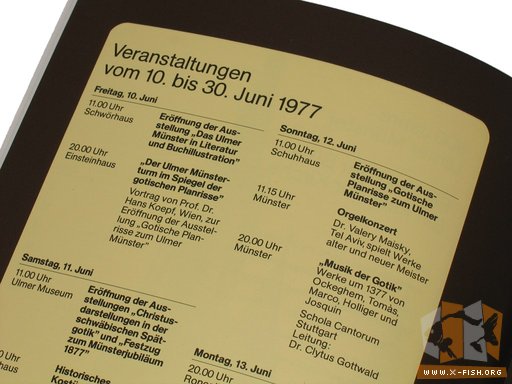 Veranstaltungen
vom 10. bis 30. Juni 1977
Freitag, 10. Juni
11.00 Uhr
Schwörhaus
Eröffnung der Aus-
stellung „Das Ulmer
Münster in Literatur
und Buchillustration"
20.00 Uhr
Einsteinhaus
„Der Ulmer Münster-
turm im Spiegel der
gotischen Planrisse"
Vortrag von Prof. Dr.
Hans Koepf, Wien, zur
Eröffnung der Ausstel-
lung „Gotische Plan-
risse zum Ulmer
Münster"
Samstag, 11. Juni
11.00 Uhr
Ulmer Museum
Eröffnung der Aus-
stellungen „Christus-
darstellungen in der
schwäbischen Spät-
gotik" und „Festzug
zum Münsterjubiläum
1877"
Uhr
Historisches
Sonntag, 12. Juni
11.00 Uhr
Schuhhaus
Eröffnung der Aus-
stellung „Gotische
Planrisse zum Ulmer
Münster"
11.15 Uhr
Münster
Orgelkonzert
Dr. Valery Maisky,
Tel Aviv, spielt Werke
alter und neuer Meister
20.00 Uhr
Münster
„Musik der Gotik"
Werke um 1377 von
Ockeghem, Tomàs,
Marco, Holliger und
Josquin
Schola Cantorum
Stuttgart
Leitung:
Dr. Clytus Gottwald
Montag, 13. Juni
20.00 Uhr
WWW.X-FISH.ORG